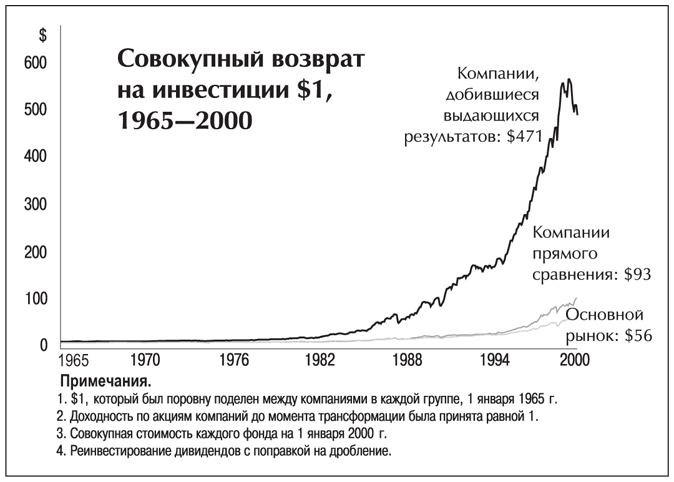 $
Совокупный возврат
на инвестиции $1,
1965—2000
600
500
400
300
200
100
0
Компании,
добившиеся
выдающихся
результатов: $471
Компании
прямого
сравнения: $93
Основной
рынок: $56
1965 1970 1976 1982 1988 1994 2000
Примечания.
1. $1, который был поровну поделен между компаниями в каждой группе, 1 января 1965 г.
2. Доходность по акциям компаний до момента трансформации была принята равной 1.
3. Совокупная стоимость каждого фонда на 1 января 2000 г.
4. Реинвестирование дивидендов с поправкой на дробление.